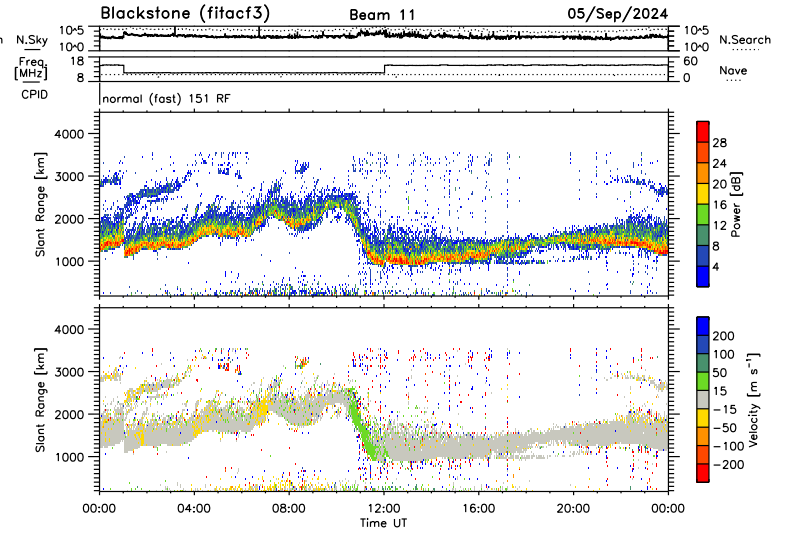 Blackstone (fitacf3) Beam 11 05/Sep/2024
N.Sky 10^5 10^0 10^5 10^0 N.Search
Freq. [MHz] 18 8 60 0 Nave
CPID normal (fast) 151 RF
Slant Range [km] 4000 3000 2000 1000
28
24
20
16
12
8
4
Power [dB]
Slant Range [km] 4000 3000 2000 1000
200
100
50
15
−15
−50
−100
−200
Velocity [m s⁻¹]
00:00 04:00 08:00 12:00 16:00 20:00 00:00
Time UT